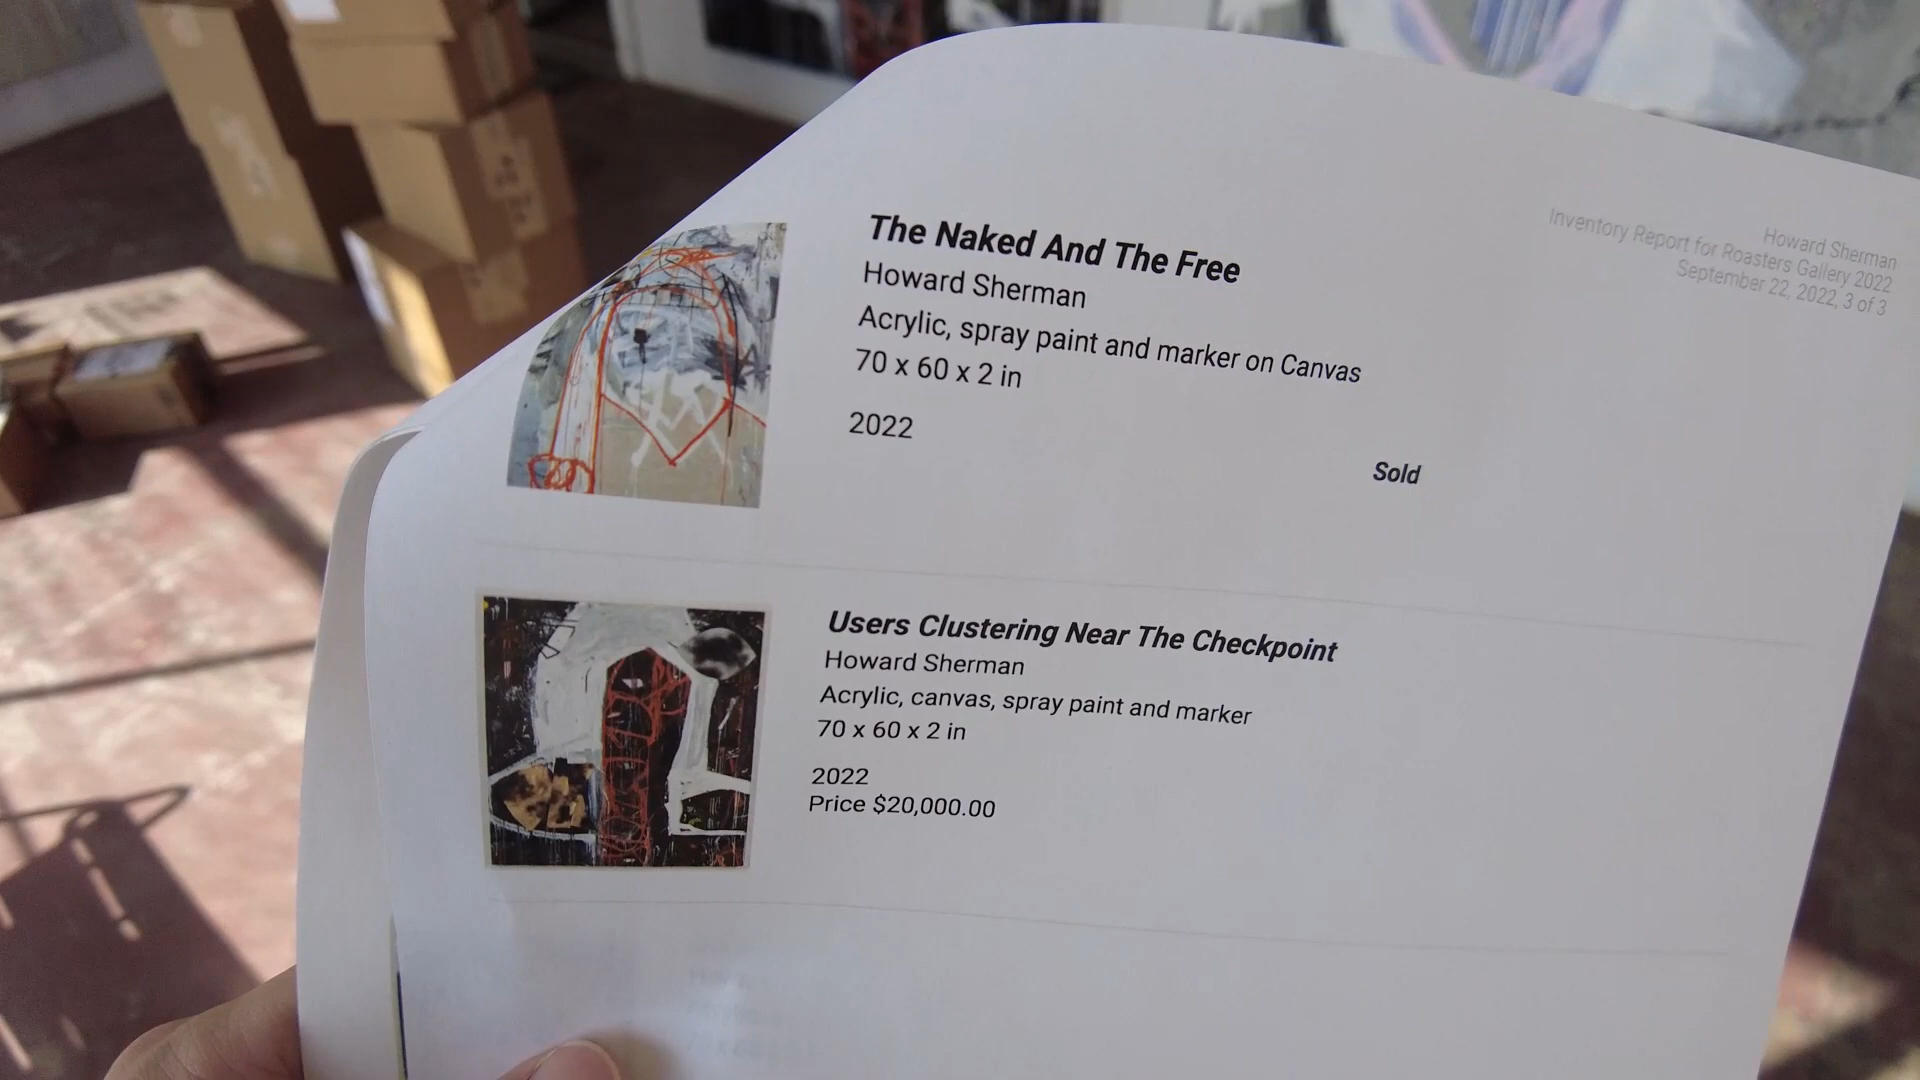 Howard Sherman
Inventory Report for Roasters Gallery 2022
September 22, 2022, 3 of 3
The Naked And The Free
Howard Sherman
Acrylic, spray paint and marker on Canvas
70 x 60 x 2 in
2022
Sold
Users Clustering Near The Checkpoint
Howard Sherman
Acrylic, canvas, spray paint and marker
70 x 60 x 2 in
2022
Price $20,000.00